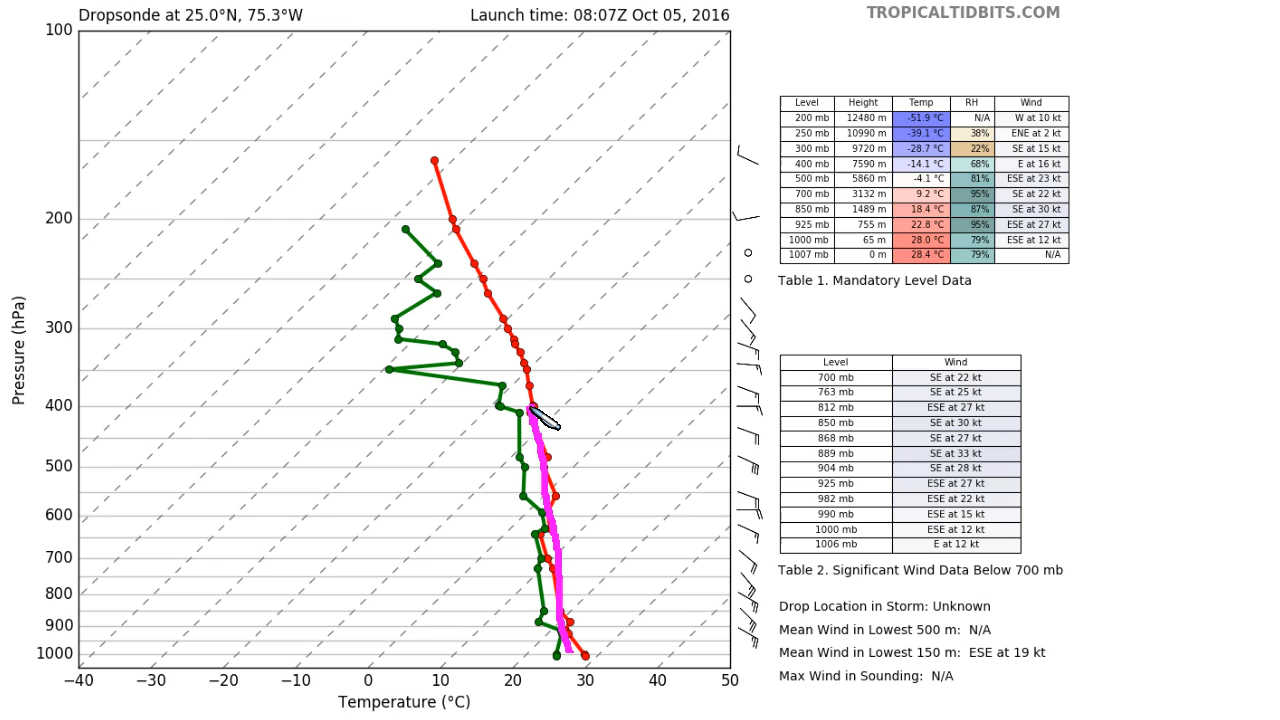 Dropsonde at 25.0°N, 75.3°W
Launch time: 08:07Z Oct 05, 2016
TROPICALTIDBITS.COM
100
200
300
400
500
600
700
800
900
1000
Pressure (hPa)
−40 −30 −20 −10 0 10 20 30 40 50
Temperature (°C)
Level Height Temp RH Wind
200 mb 12480 m -51.9 °C N/A W at 10 kt
250 mb 10990 m -39.1 °C 38% ENE at 2 kt
300 mb 9720 m -28.7 °C 22% SE at 15 kt
400 mb 7590 m -14.1 °C 68% E at 16 kt
500 mb 5860 m -4.1 °C 81% ESE at 23 kt
700 mb 3132 m 9.2 °C 95% SE at 22 kt
850 mb 1489 m 18.4 °C 87% SE at 30 kt
925 mb 755 m 22.8 °C 95% ESE at 27 kt
1000 mb 65 m 28.0 °C 79% ESE at 12 kt
1007 mb 0 m 28.4 °C 79% N/A
Table 1. Mandatory Level Data
Level Wind
700 mb SE at 22 kt
763 mb SE at 25 kt
812 mb ESE at 27 kt
850 mb SE at 30 kt
868 mb SE at 27 kt
889 mb SE at 33 kt
904 mb SE at 28 kt
925 mb ESE at 27 kt
982 mb ESE at 22 kt
990 mb ESE at 15 kt
1000 mb ESE at 12 kt
1006 mb E at 12 kt
Table 2. Significant Wind Data Below 700 mb
Drop Location in Storm: Unknown
Mean Wind in Lowest 500 m: N/A
Mean Wind in Lowest 150 m: ESE at 19 kt
Max Wind in Sounding: N/A